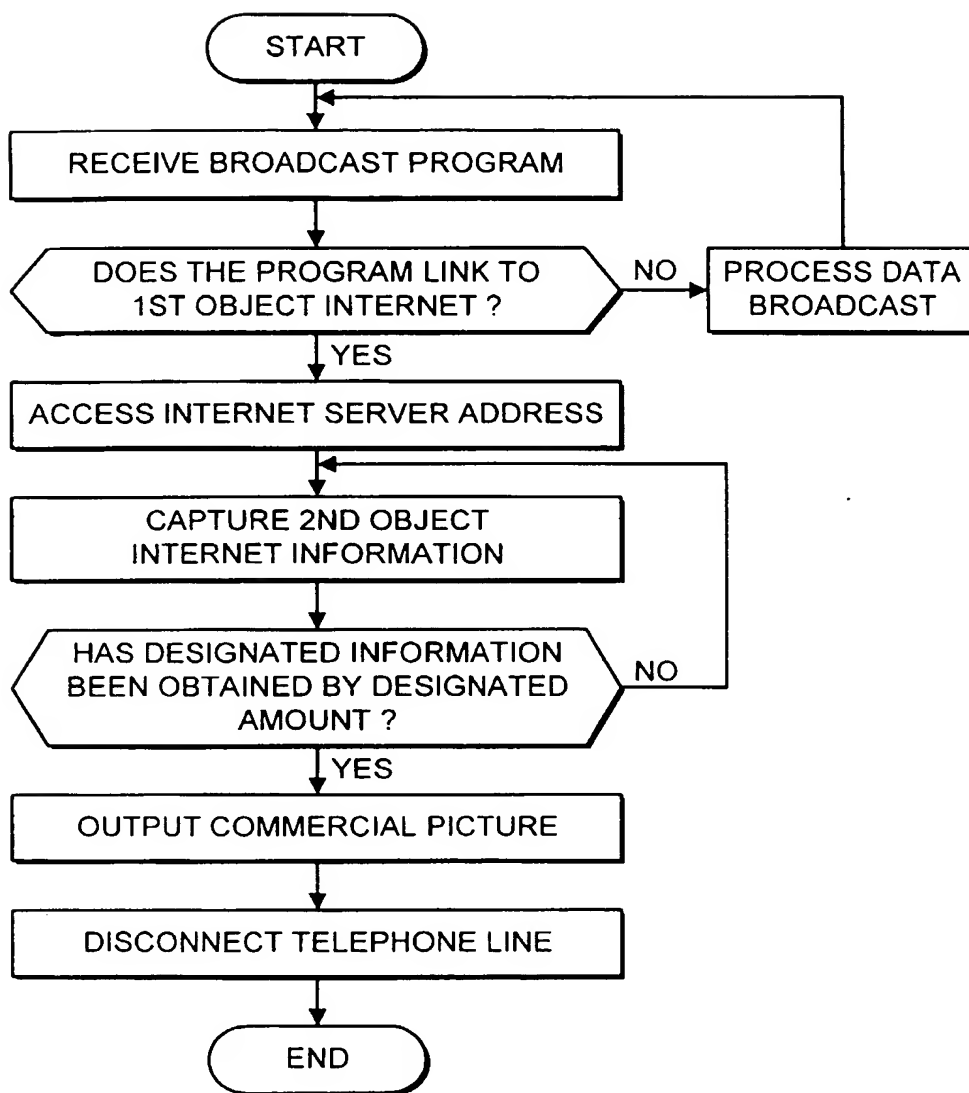 START
RECEIVE BROADCAST PROGRAM
DOES THE PROGRAM LINK TO
1ST OBJECT INTERNET ?
NO
PROCESS DATA
BROADCAST
YES
ACCESS INTERNET SERVER ADDRESS
CAPTURE 2ND OBJECT
INTERNET INFORMATION
HAS DESIGNATED INFORMATION
BEEN OBTAINED BY DESIGNATED
AMOUNT ?
NO
YES
OUTPUT COMMERCIAL PICTURE
DISCONNECT TELEPHONE LINE
END